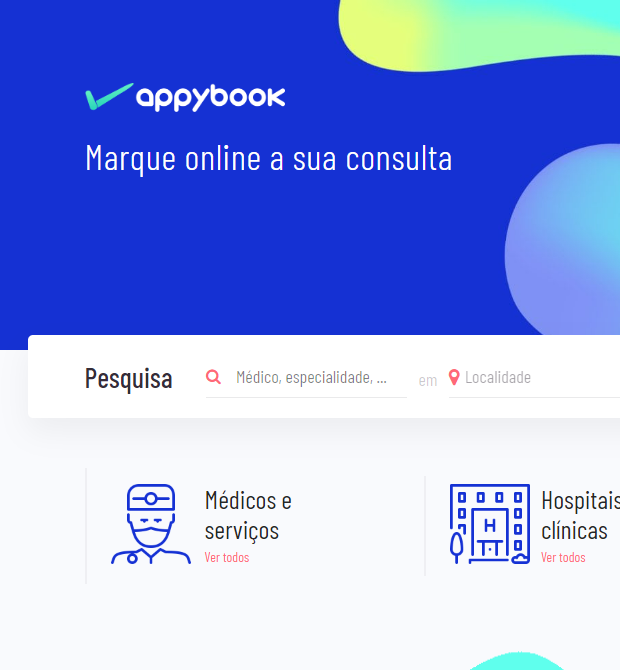 appybook
Marque online a sua consulta
Pesquisa Médico, especialidade, ... em Localidade
Médicos e
serviços
Ver todos
H
Hospitais
clínicas
Ver todos